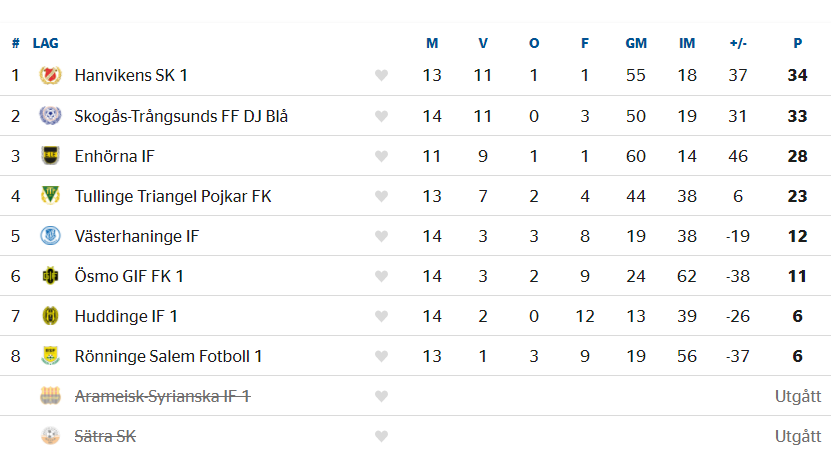 # LAG M V O F GM IM +/- P
1 Hanvikens SK 1 13 11 1 1 55 18 37 34
2 Skogås-Trångsunds FF DJ Blå 14 11 0 3 50 19 31 33
3 Enhörna IF 11 9 1 1 60 14 46 28
4 Tullinge Triangel Pojkar FK 13 7 2 4 44 38 6 23
5 Västerhaninge IF 14 3 3 8 19 38 -19 12
6 Ösmo GIF FK 1 14 3 2 9 24 62 -38 11
7 Huddinge IF 1 14 2 0 12 13 39 -26 6
8 Rönninge Salem Fotboll 1 13 1 3 9 19 56 -37 6
Arameisk-Syrianska IF 1 Utgått
Sätra SK Utgått